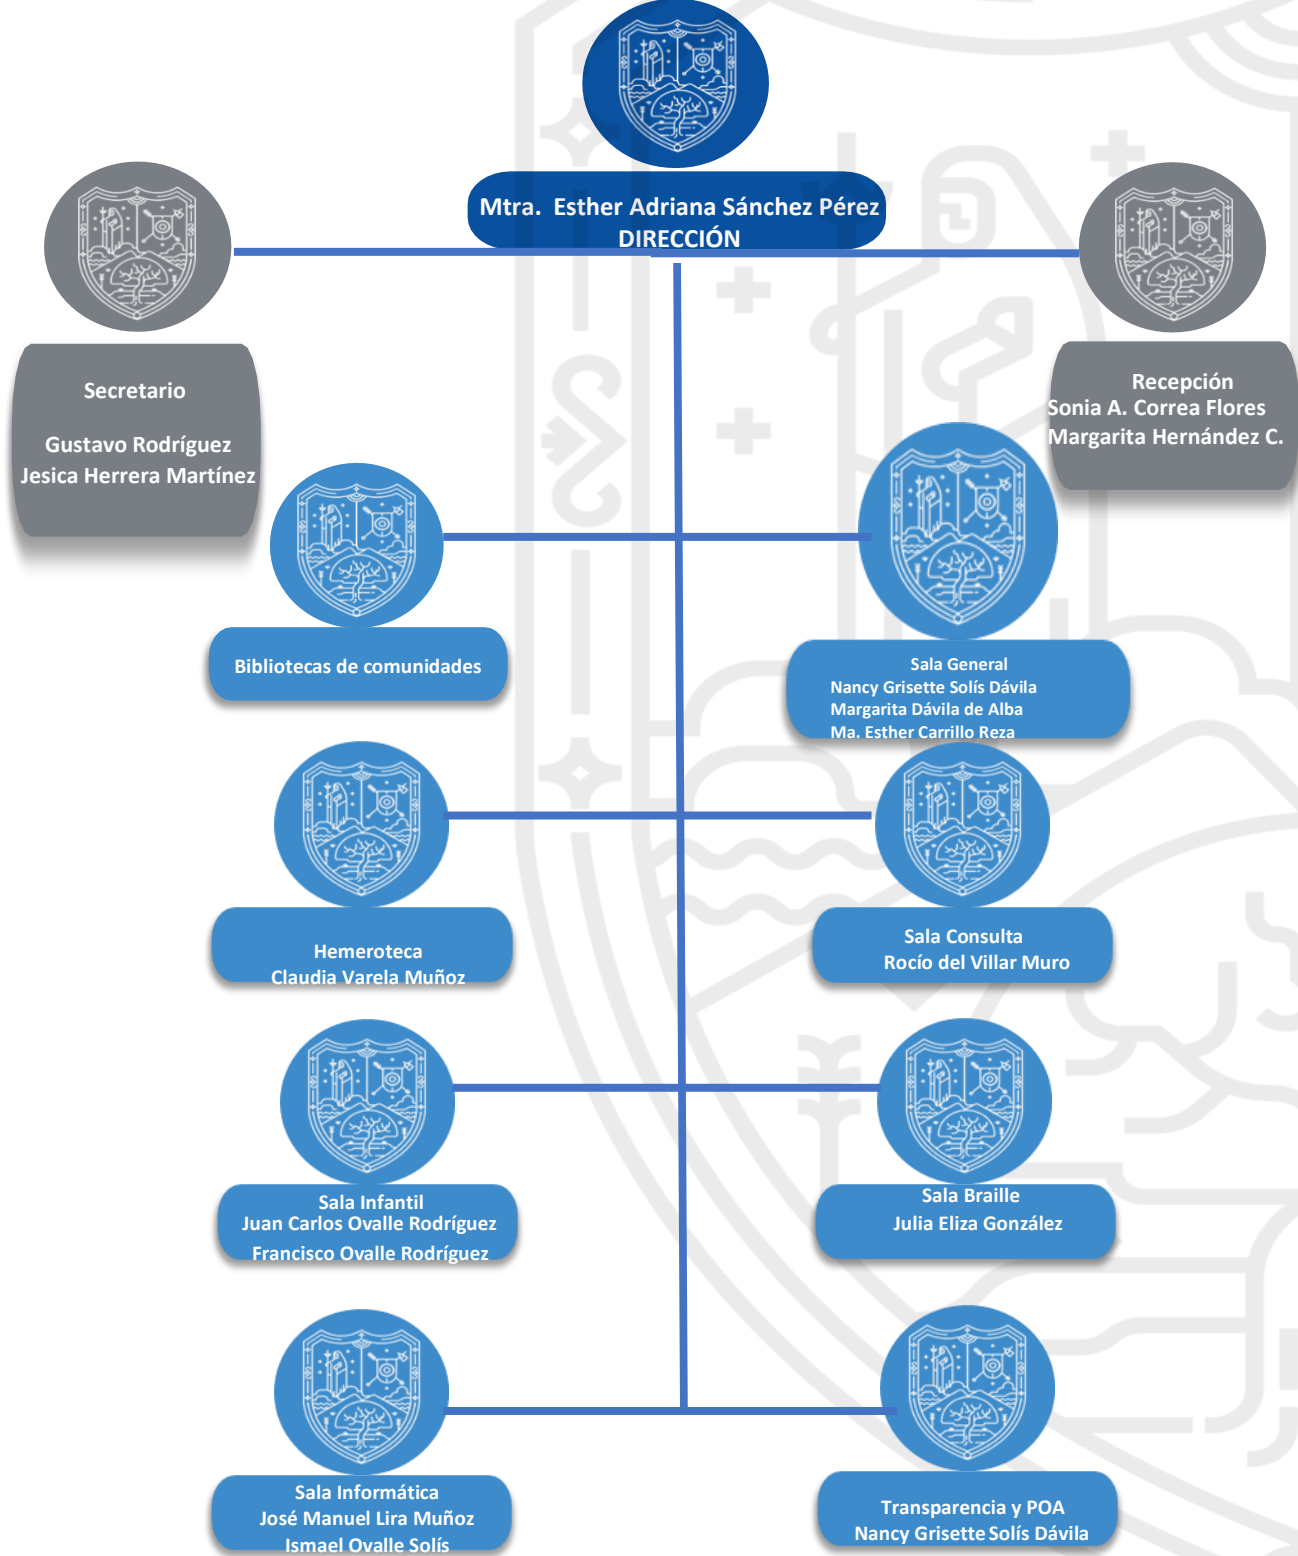 Mtra. Esther Adriana Sánchez Pérez
DIRECCIÓN
Secretario
Gustavo Rodríguez
Jesica Herrera Martínez
Recepción
Sonia A. Correa Flores
Margarita Hernández C.
Bibliotecas de comunidades
Sala General
Nancy Grisette Solís Dávila
Margarita Dávila de Alba
Ma. Esther Carrillo Reza
Hemeroteca
Claudia Varela Muñoz
Sala Consulta
Rocío del Villar Muro
Sala Infantil
Juan Carlos Ovalle Rodríguez
Francisco Ovalle Rodríguez
Sala Braille
Julia Eliza González
Sala Informática
José Manuel Lira Muñoz
Ismael Ovalle Solís
Transparencia y POA
Nancy Grisette Solís Dávila